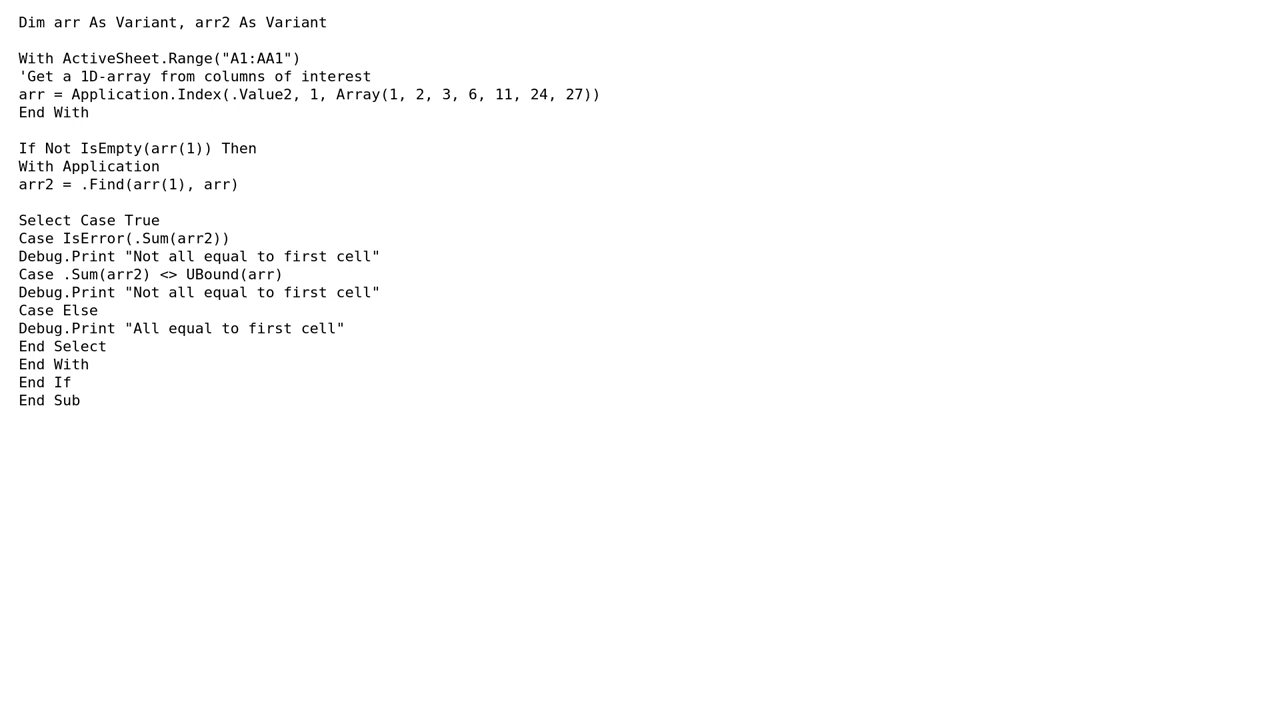 Dim arr As Variant, arr2 As Variant

With ActiveSheet.Range("A1:AA1")
'Get a 1D-array from columns of interest
arr = Application.Index(.Value2, 1, Array(1, 2, 3, 6, 11, 24, 27))
End With

If Not IsEmpty(arr(1)) Then
With Application
arr2 = .Find(arr(1), arr)

Select Case True
Case IsError(.Sum(arr2))
Debug.Print "Not all equal to first cell"
Case .Sum(arr2) <> UBound(arr)
Debug.Print "Not all equal to first cell"
Case Else
Debug.Print "All equal to first cell"
End Select
End With
End If
End Sub